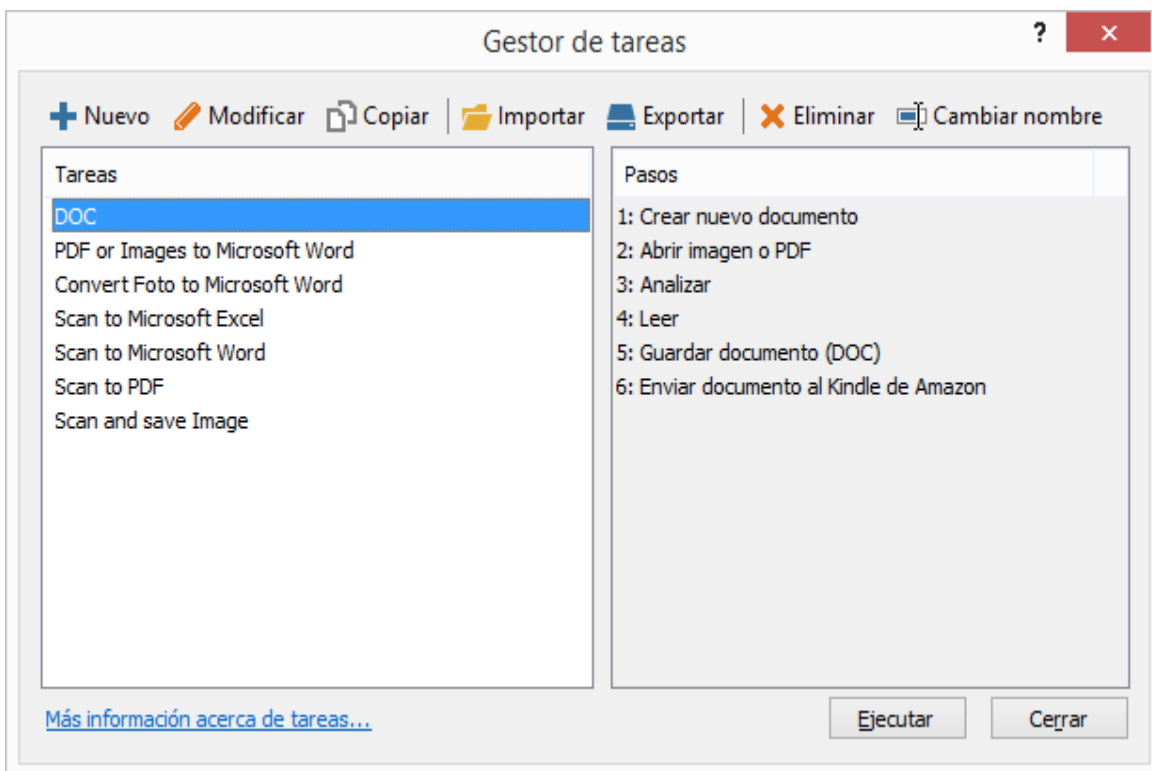 Gestor de tareas ?
Nuevo Modificar Copiar Importar Exportar Eliminar Cambiar nombre
Tareas
DOC
PDF or Images to Microsoft Word
Convert Foto to Microsoft Word
Scan to Microsoft Excel
Scan to Microsoft Word
Scan to PDF
Scan and save Image
Pasos
1: Crear nuevo documento
2: Abrir imagen o PDF
3: Analizar
4: Leer
5: Guardar documento (DOC)
6: Enviar documento al Kindle de Amazon
Más información acerca de tareas...
Ejecutar Cerrar